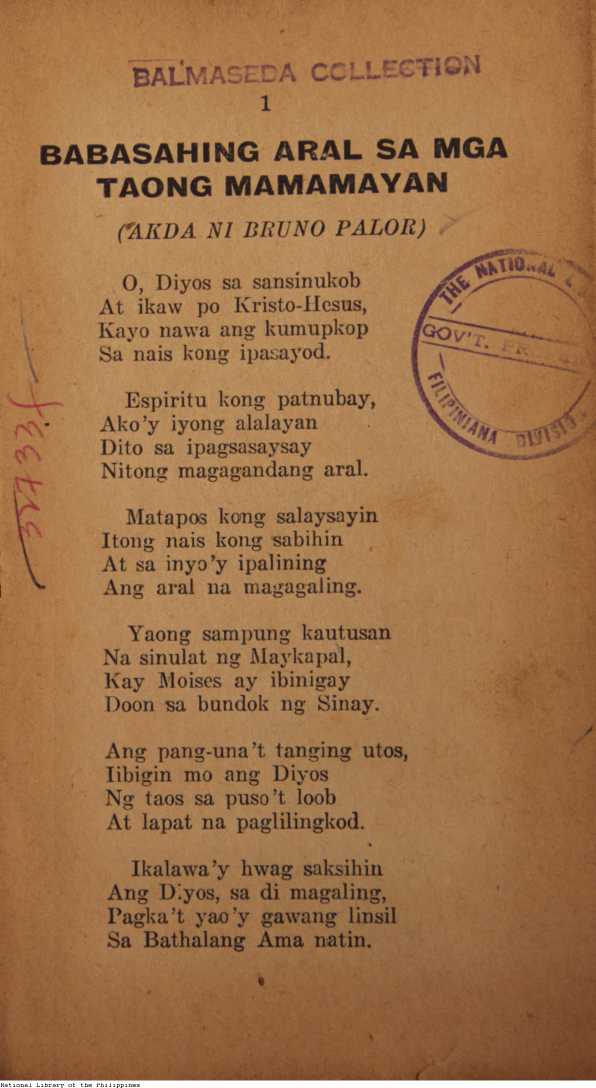 BALMASEDA COLLECTION
1
BABASAHING ARAL SA MGA
TAONG MAMAMAYAN
(AKDA NI BRUNO PALOR)
O, Diyos sa sansinukob
At ikaw po Kristo-Hesus,
Kayo nawa ang kumupkop
Sa nais kong ipasayod.
Espiritu kong patnubay,
Ako'y iyong alalayan
Dito sa ipagsasaysay
Nitong magagandang aral.
Matapos kong salaysayin
Itong nais kong sabihin
At sa inyo'y ipalining
Ang aral na magagaling.
Yaong sampung kautusan
Na sinulat ng Maykapal,
Kay Moises ay ibinigay
Doon sa bundok ng Sinay.
Ang pang-una't tanging utos,
Iibigin mo ang Diyos
Ng taos sa puso't loob
At lapat na paglilingkod.
Ikalawa'y hwag saksihin
Ang Diyos, sa di magaling,
Pagka't yao'y gawang linsil
Sa Bathalang Ama natin.
THE NATIONAL
GOV'T.
FILIPINIANA DIVISION
National Library of the Philippines